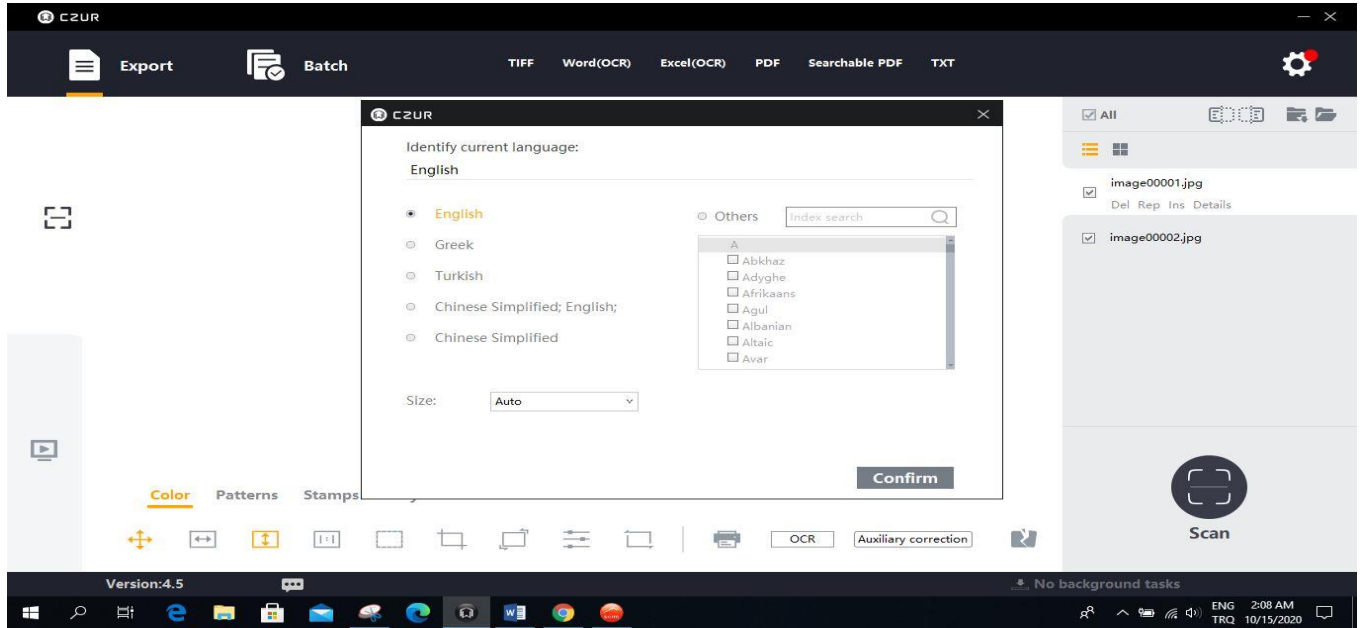 CZUR
Export Batch TIFF Word(OCR) Excel(OCR) PDF Searchable PDF TXT
CZUR
Identify current language:
English
English
Greek
Turkish
Chinese Simplified; English;
Chinese Simplified
Others Index search
A
Abkhaz
Adyghe
Afrikaans
Agul
Albanian
Altaic
Avar
Size: Auto
Confirm
All
image00001.jpg
Del Rep Ins Details
image00002.jpg
Scan
Color Patterns Stamps
OCR Auxiliary correction
Version:4.5 No background tasks
ENG 2:08 AM
TRQ 10/15/2020